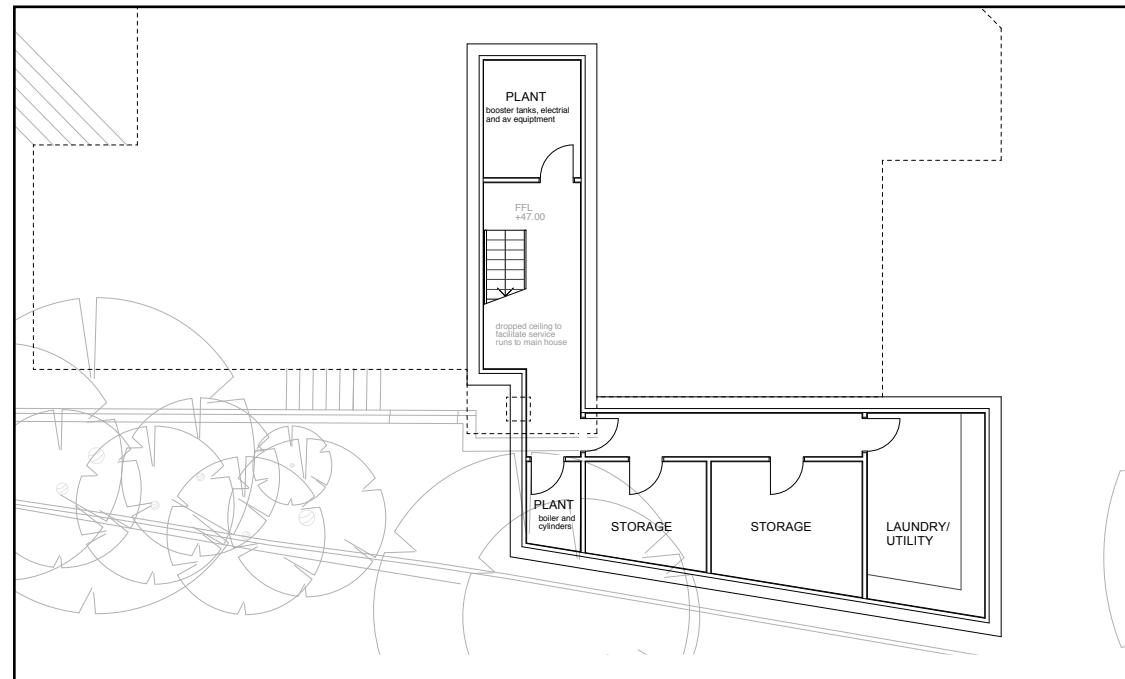 PLANT
booster tanks, electrial
and av equiptment
FFL
+47.00
dropped ceiling to
facilitate service
runs to main house
PLANT
boiler and
cylinders
STORAGE
STORAGE
LAUNDRY/
UTILITY